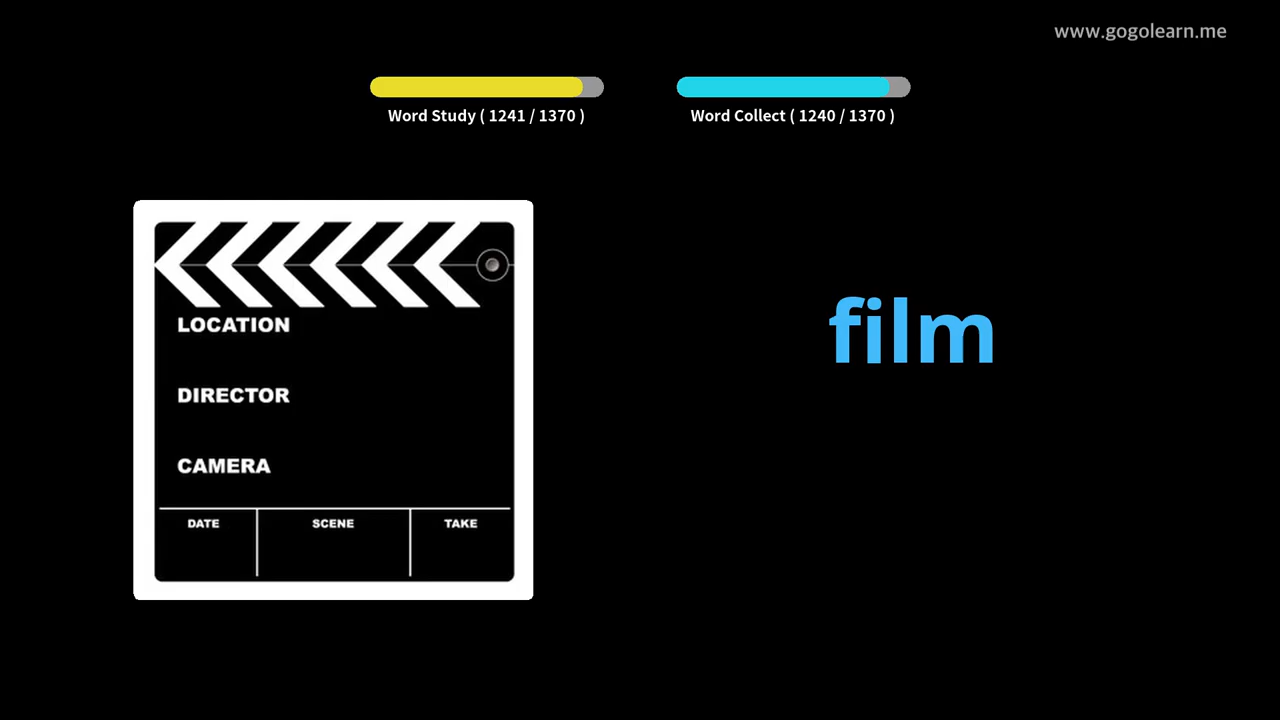 www.gogolearn.me
Word Study ( 1241 / 1370 )
Word Collect ( 1240 / 1370 )
LOCATION
DIRECTOR
CAMERA
DATE
SCENE
TAKE
film